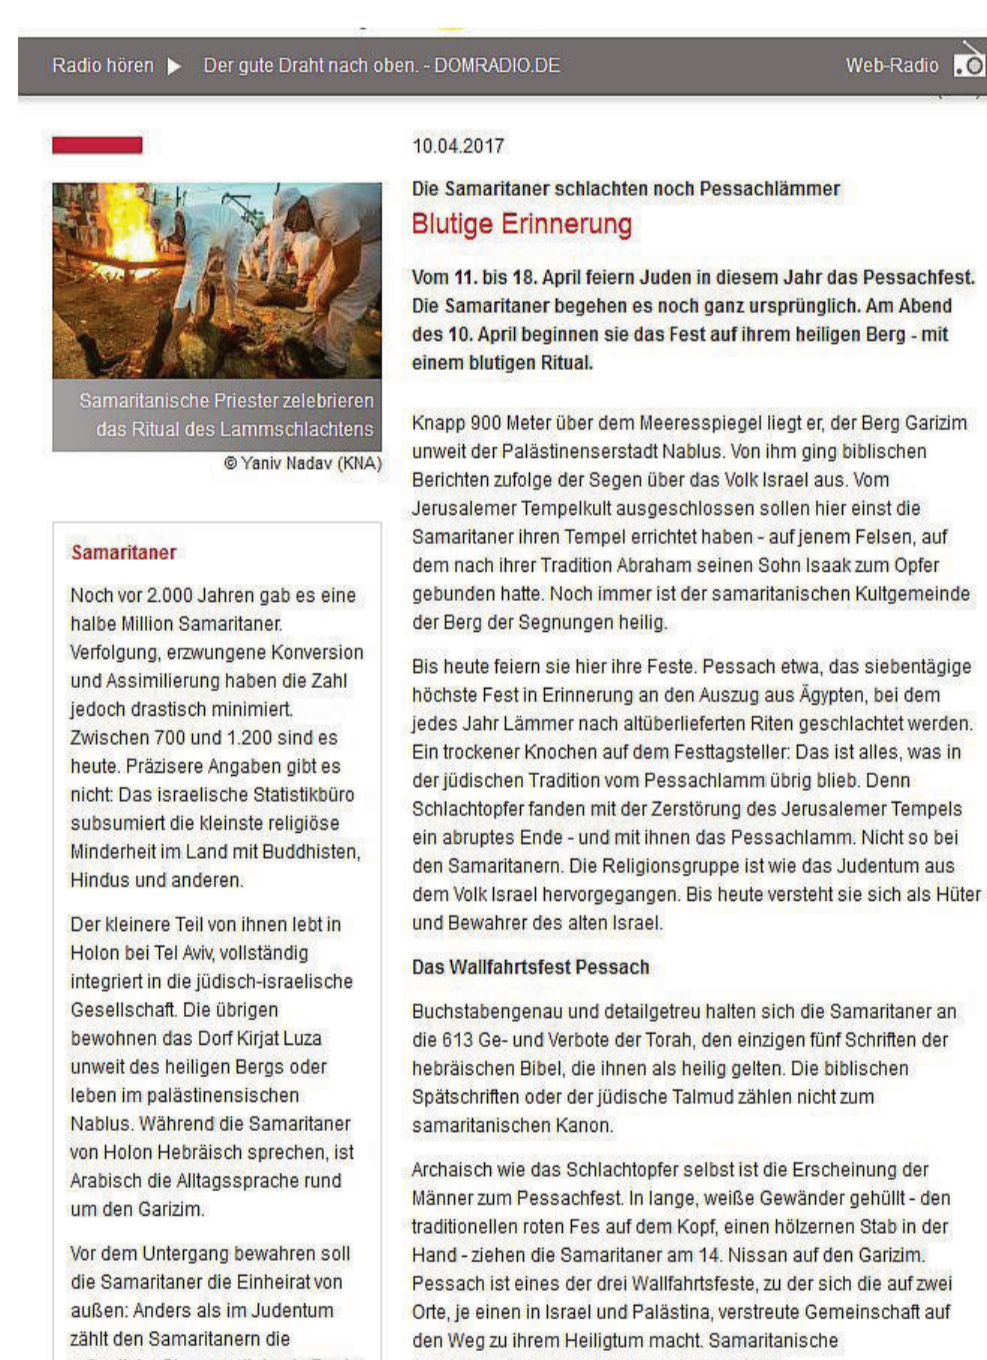 Radio hören ▶ Der gute Draht nach oben. - DOMRADIO.DE Web-Radio
Samaritanische Priester zelebrieren
das Ritual des Lammschlachtens
© Yaniv Nadav (KNA)
Samaritaner
Noch vor 2.000 Jahren gab es eine
halbe Million Samaritaner.
Verfolgung, erzwungene Konversion
und Assimilierung haben die Zahl
jedoch drastisch minimiert.
Zwischen 700 und 1.200 sind es
heute. Präzisere Angaben gibt es
nicht: Das israelische Statistikbüro
subsumiert die kleinste religiöse
Minderheit im Land mit Buddhisten,
Hindus und anderen.
Der kleinere Teil von ihnen lebt in
Holon bei Tel Aviv, vollständig
integriert in die jüdisch-israelische
Gesellschaft. Die übrigen
bewohnen das Dorf Kirjat Luza
unweit des heiligen Bergs oder
leben im palästinensischen
Nablus. Während die Samaritaner
von Holon Hebräisch sprechen, ist
Arabisch die Alltagssprache rund
um den Garizim.
Vor dem Untergang bewahren soll
die Samaritaner die Einheirat von
außen: Anders als im Judentum
zählt den Samaritanern die
10.04.2017
Die Samaritaner schlachten noch Pessachlämmer
Blutige Erinnerung
Vom 11. bis 18. April feiern Juden in diesem Jahr das Pessachfest.
Die Samaritaner begehen es noch ganz ursprünglich. Am Abend
des 10. April beginnen sie das Fest auf ihrem heiligen Berg - mit
einem blutigen Ritual.
Knapp 900 Meter über dem Meeresspiegel liegt er, der Berg Garizim
unweit der Palästinenserstadt Nablus. Von ihm ging biblischen
Berichten zufolge der Segen über das Volk Israel aus. Vom
Jerusalemer Tempelkult ausgeschlossen sollen hier einst die
Samaritaner ihren Tempel errichtet haben - auf jenem Felsen, auf
dem nach ihrer Tradition Abraham seinen Sohn Isaak zum Opfer
gebunden hatte. Noch immer ist der samaritanischen Kultgemeinde
der Berg der Segnungen heilig.
Bis heute feiern sie hier ihre Feste. Pessach etwa, das siebentägige
höchste Fest in Erinnerung an den Auszug aus Ägypten, bei dem
jedes Jahr Lämmer nach altüberlieferten Riten geschlachtet werden.
Ein trockener Knochen auf dem Festtagsteller: Das ist alles, was in
der jüdischen Tradition vom Pessachlamm übrig blieb. Denn
Schlachtopfer fanden mit der Zerstörung des Jerusalemer Tempels
ein abruptes Ende - und mit ihnen das Pessachlamm. Nicht so bei
den Samaritanern. Die Religionsgruppe ist wie das Judentum aus
dem Volk Israel hervorgegangen. Bis heute versteht sie sich als Hüter
und Bewahrer des alten Israel.
Das Wallfahrtsfest Pessach
Buchstabengenau und detailgetreu halten sich die Samaritaner an
die 613 Ge- und Verbote der Torah, den einzigen fünf Schriften der
hebräischen Bibel, die ihnen als heilig gelten. Die biblischen
Spätschriften oder der jüdische Talmud zählen nicht zum
samaritanischen Kanon.
Archaisch wie das Schlachtopfer selbst ist die Erscheinung der
Männer zum Pessachfest. In lange, weiße Gewänder gehüllt - den
traditionellen roten Fes auf dem Kopf, einen hölzernen Stab in der
Hand - ziehen die Samaritaner am 14. Nissan auf den Garizim.
Pessach ist eines der drei Wallfahrtsfeste, zu der sich die auf zwei
Orte, je einen in Israel und Palästina, verstreute Gemeinschaft auf
den Weg zu ihrem Heiligtum macht. Samaritanische